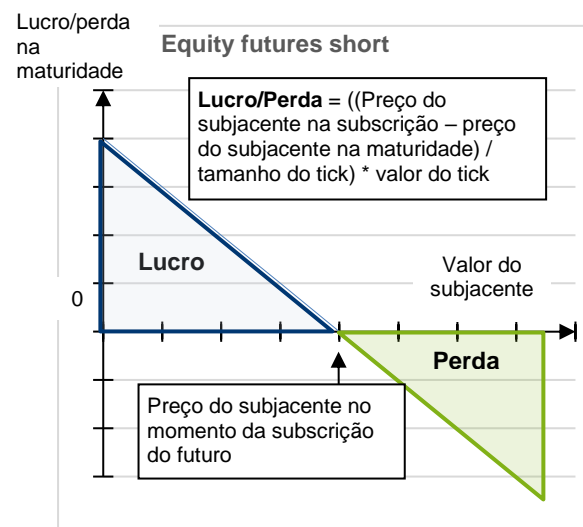 Lucro/perda
na
maturidade
Equity futures short
Lucro/Perda = ((Preço do
subjacente na subscrição – preço
do subjacente na maturidade) /
tamanho do tick) * valor do tick
Lucro
Valor do
subjacente
0
Perda
Preço do subjacente no
momento da subscrição
do futuro